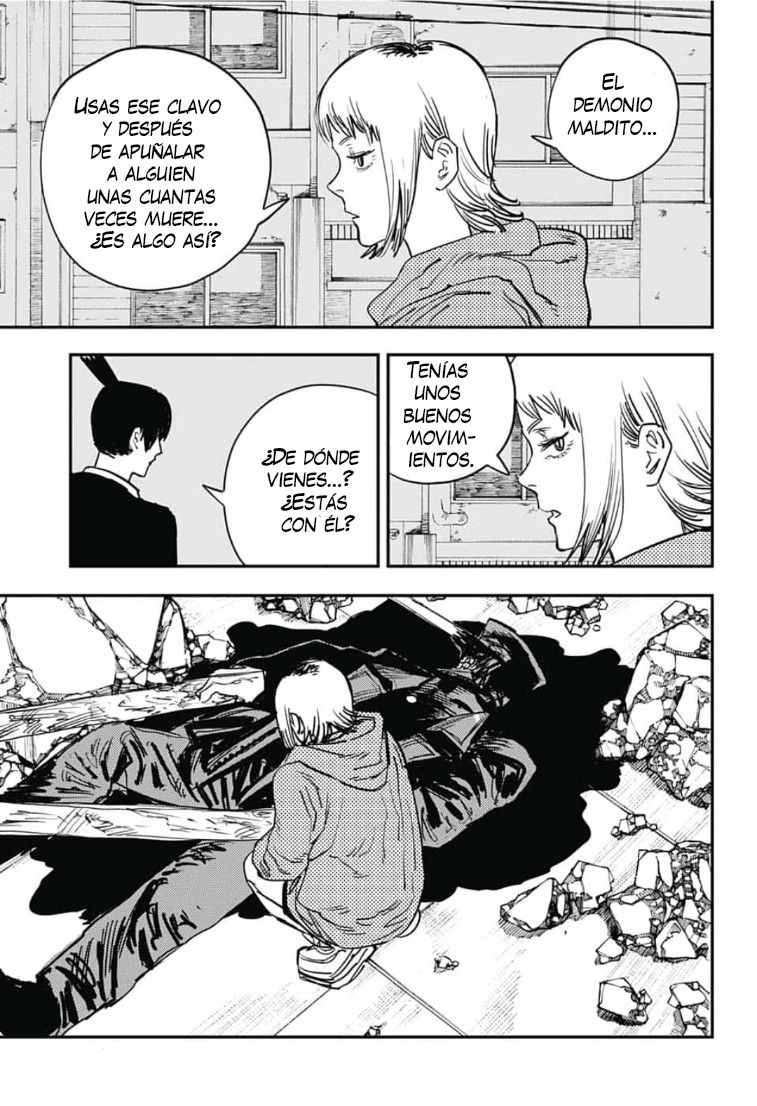 EL
DEMONIO
MALDITO...
USAS ESE CLAVO
Y DESPUÉS
DE APUÑALAR
A ALGUIEN
UNAS CUANTAS
VECES MUERE...
¿ES ALGO ASÍ?
TENÍAS
UNOS
BUENOS
MOVIM-
IENTOS.
¿DE DÓNDE
VIENES...?
¿ESTÁS
CON ÉL?